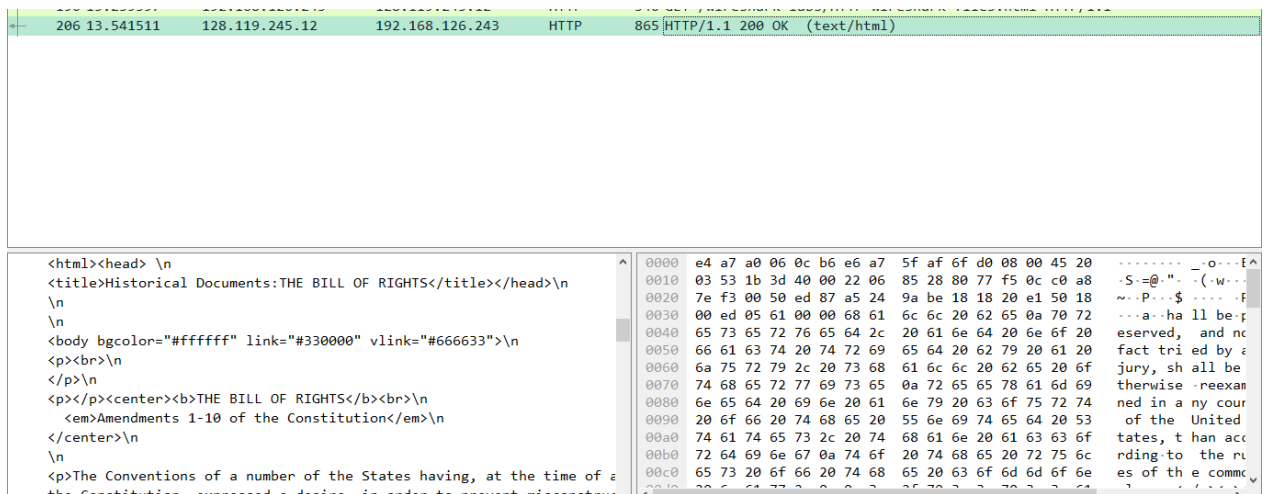 206 13.541511 128.119.245.12 192.168.126.243 HTTP 865 HTTP/1.1 200 OK (text/html)
<html><head> \n
<title>Historical Documents:THE BILL OF RIGHTS</title></head>\n
\n
\n
<body bgcolor="#ffffff" link="#330000" vlink="#666633">\n
<p><br>\n
</p>\n
<p></p><center><b>THE BILL OF RIGHTS</b><br>\n
<em>Amendments 1-10 of the Constitution</em>\n
</center>\n
\n
<p>The Conventions of a number of the States having, at the time of a
0000 e4 a7 a0 06 0c b6 e6 a7 5f af 6f d0 08 00 45 20 ········ _·o···E
0010 03 53 1b 3d 40 00 22 06 85 28 80 77 f5 0c c0 a8 ·S·=@·"· ·(·w···
0020 7e f3 00 50 ed 87 a5 24 9a be 18 18 20 e1 50 18 ~··P···$ ···· ·P
0030 00 ed 05 61 00 00 68 61 6c 6c 20 62 65 0a 70 72 ···a··ha ll be·p
0040 65 73 65 72 76 65 64 2c 20 61 6e 64 20 6e 6f 20 eserved, and no
0050 66 61 63 74 20 74 72 69 65 64 20 62 79 20 61 20 fact tri ed by a
0060 6a 75 72 79 2c 20 73 68 61 6c 6c 20 62 65 20 6f jury, sh all be
0070 74 68 65 72 77 69 73 65 0a 72 65 65 78 61 6d 69 therwise ·reexam
0080 6e 65 64 20 69 6e 20 61 6e 79 20 63 6f 75 72 74 ned in a ny cour
0090 20 6f 66 20 74 68 65 20 55 6e 69 74 65 64 20 53 of the United
00a0 74 61 74 65 73 2c 20 74 68 61 6e 20 61 63 63 6f tates, t han acc
00b0 72 64 69 6e 67 0a 74 6f 20 74 68 65 20 72 75 6c rding·to the ru
00c0 65 73 20 6f 66 20 74 68 65 20 63 6f 6d 6d 6f 6e es of th e commo